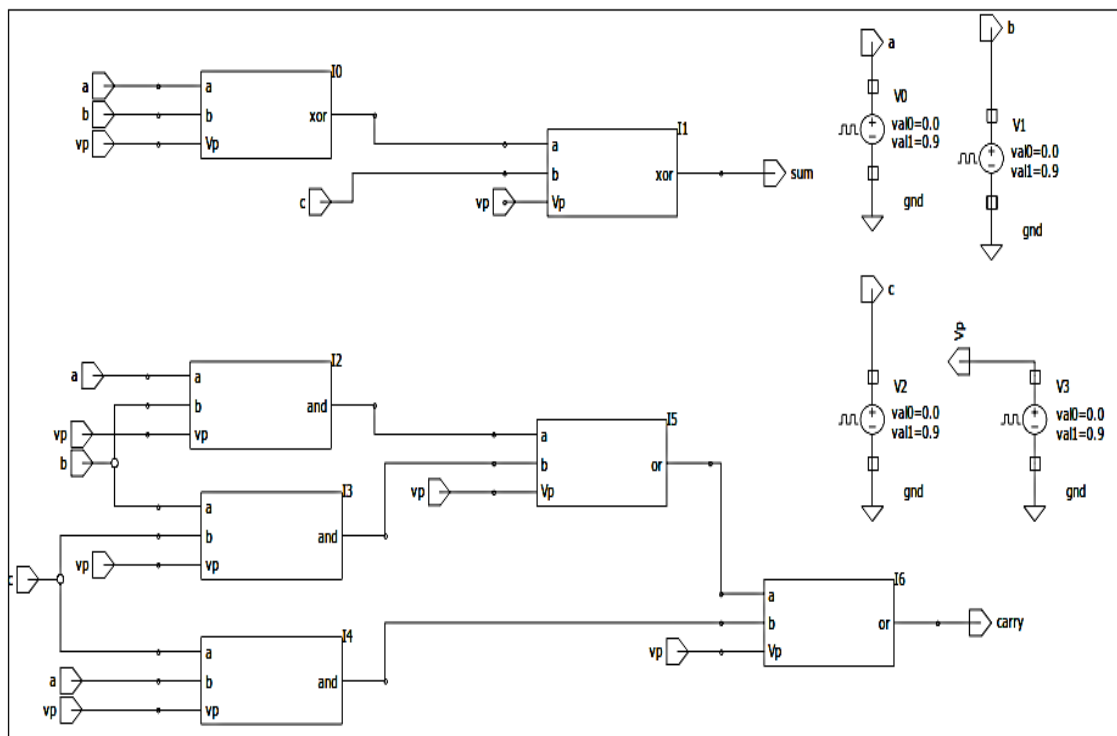 I0
a a
b b xor
vp Vp
I1
a
b xor sum
c
vp Vp
a
V0
val0=0.0
val1=0.9
gnd
b
V1
val0=0.0
val1=0.9
gnd
I2
a a
b and
vp vp
b
I3
a
b and
vp vp
c
I4
a
a b and
vp vp
I5
a
b or
vp Vp
I6
a
b or carry
vp Vp
c
V2
val0=0.0
val1=0.9
gnd
Vp
V3
val0=0.0
val1=0.9
gnd